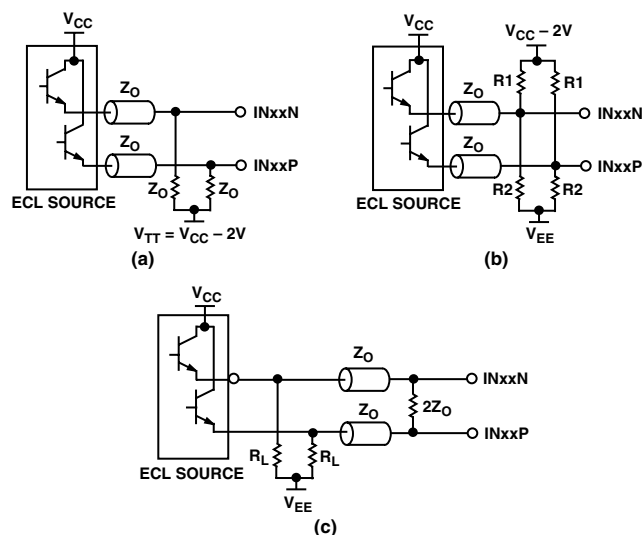 VCC
ZO
INxxN
ZO
INxxP
ZO ZO
ECL SOURCE
VTT = VCC – 2V
(a)
VCC
VCC – 2V
R1 R1
ZO
INxxN
ZO
INxxP
R2 R2
ECL SOURCE
VEE
(b)
VCC
ZO
INxxN
2ZO
ZO
INxxP
RL RL
ECL SOURCE
VEE
(c)